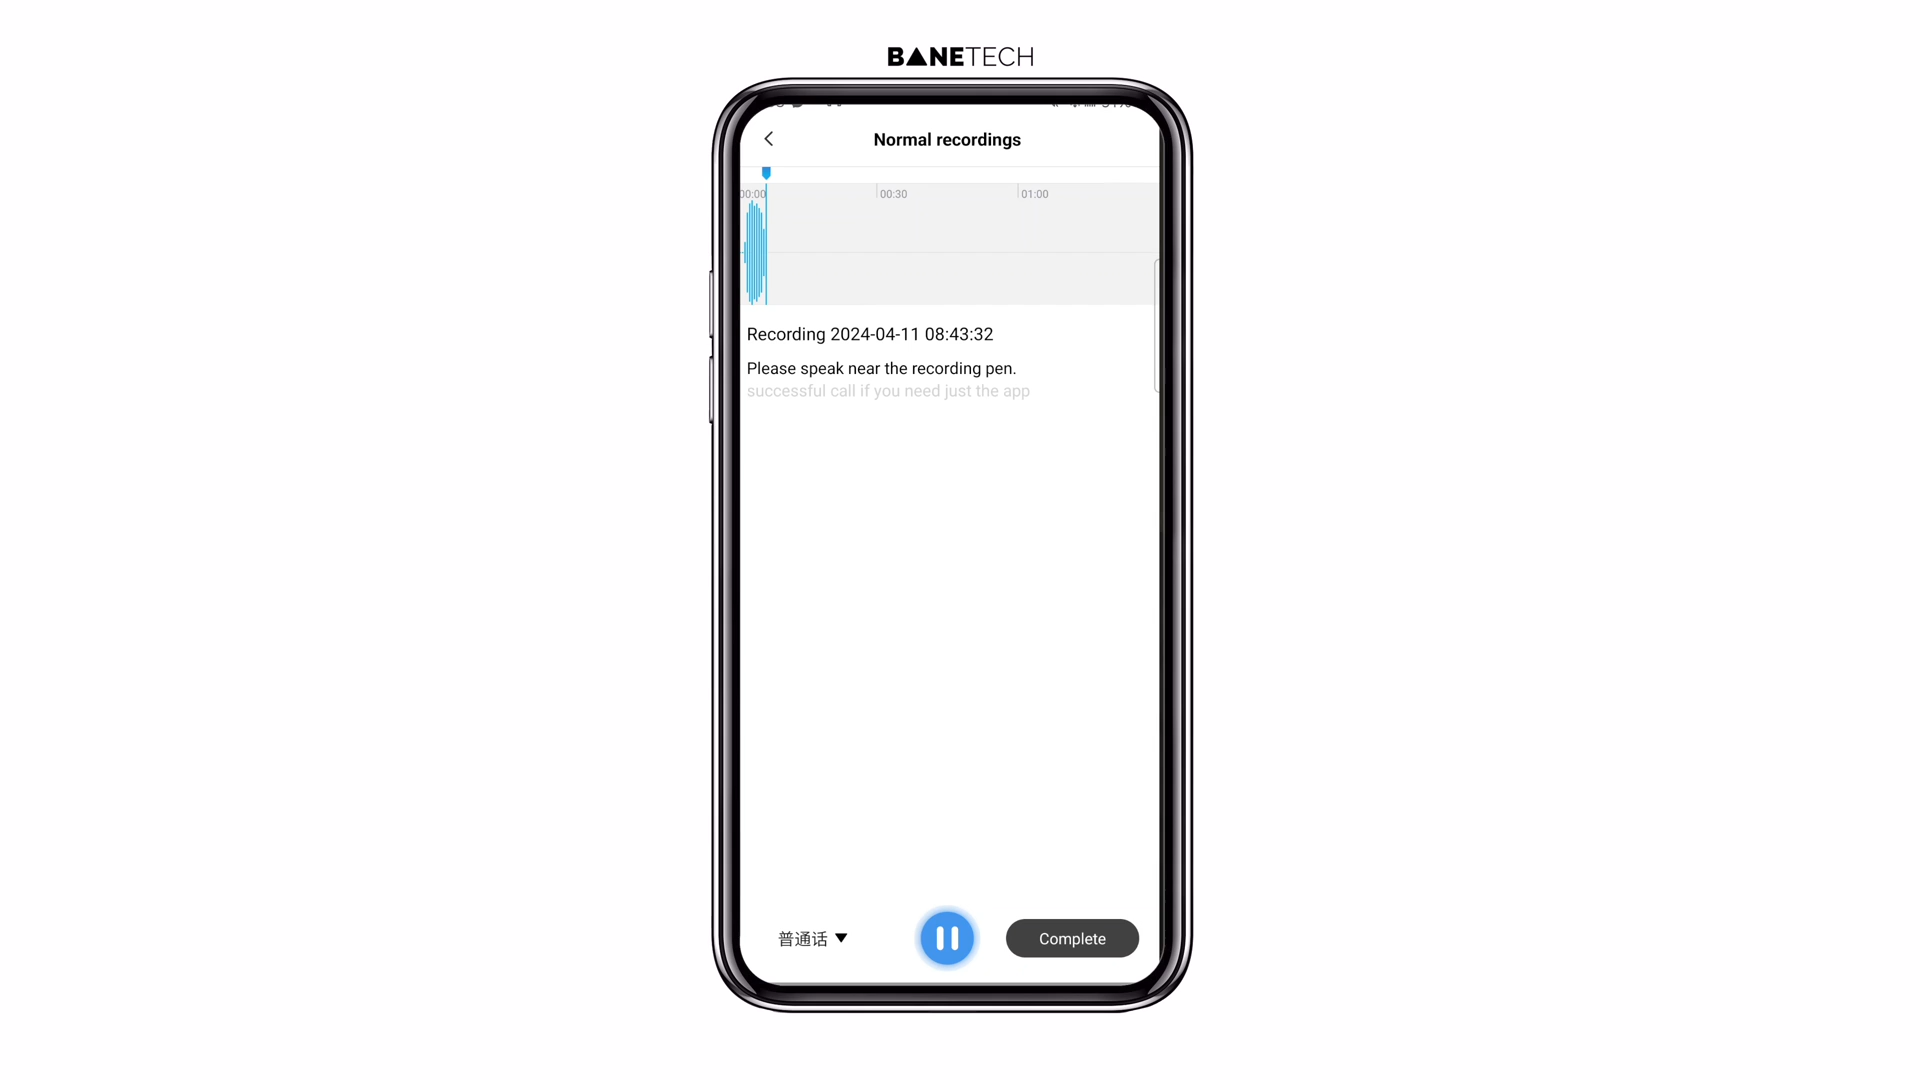 BANETECH
Normal recordings
00:00
00:30
01:00
Recording 2024-04-11 08:43:32
Please speak near the recording pen.
successful call if you need just the app
普通话
Complete